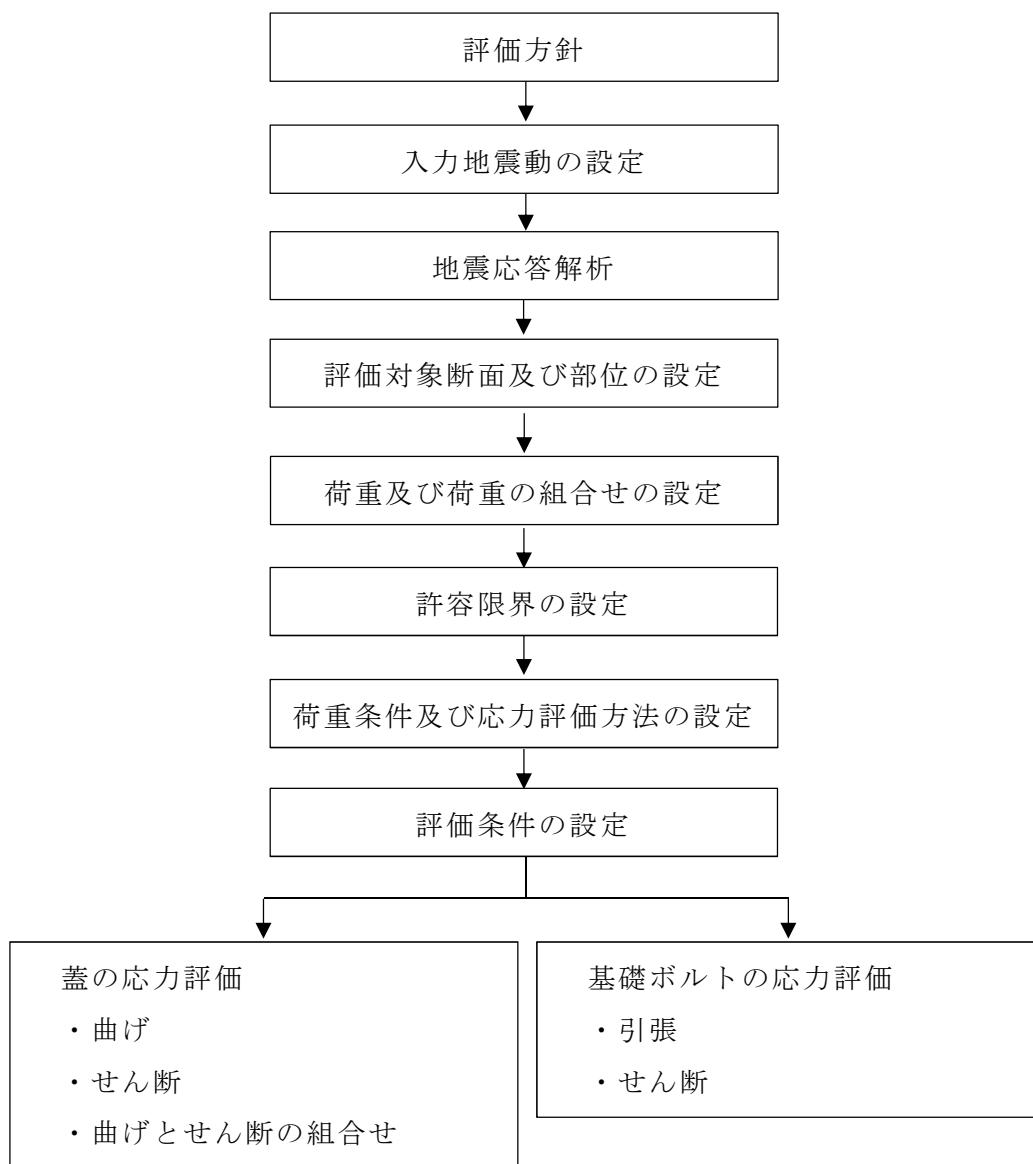 評価方針
入力地震動の設定
地震応答解析
評価対象断面及び部位の設定
荷重及び荷重の組合せの設定
許容限界の設定
荷重条件及び応力評価方法の設定
評価条件の設定
蓋の応力評価
・曲げ
・せん断
・曲げとせん断の組合せ
基礎ボルトの応力評価
・引張
・せん断